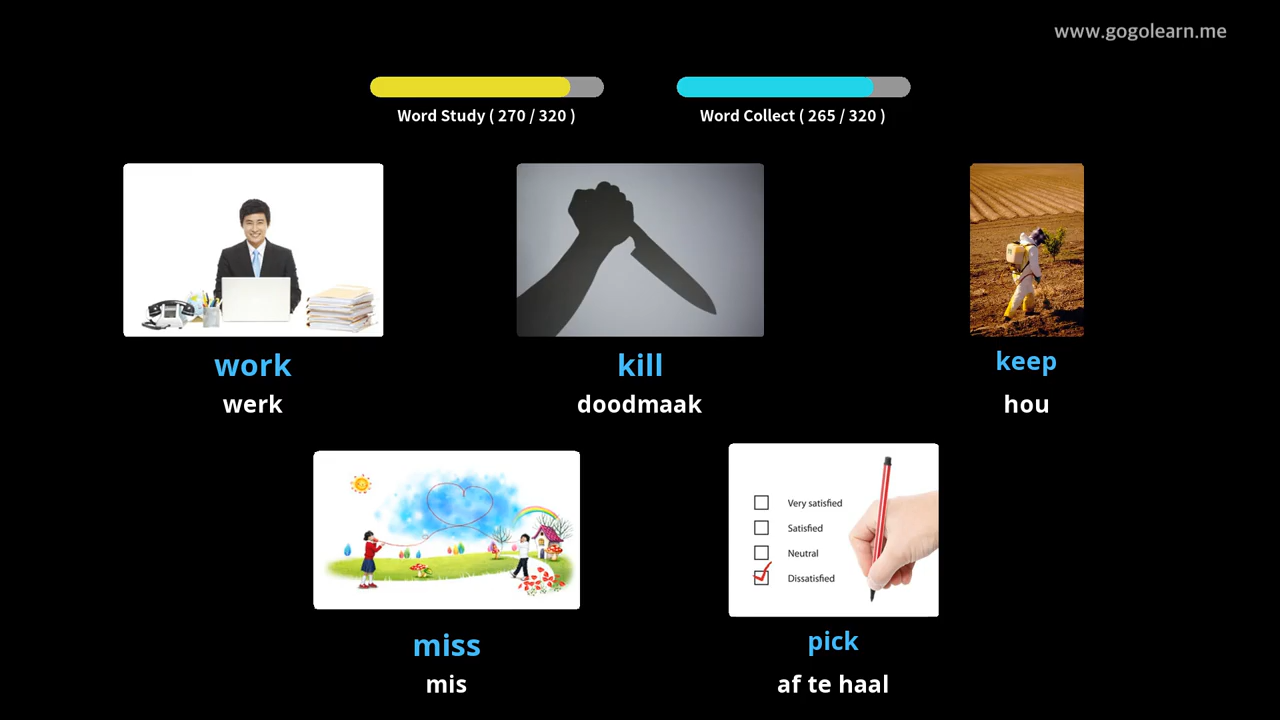 www.gogolearn.me
Word Study ( 270 / 320 )
Word Collect ( 265 / 320 )
work
werk
kill
doodmaak
keep
hou
Very satisfied
Satisfied
Neutral
Dissatisfied
miss
mis
pick
af te haal